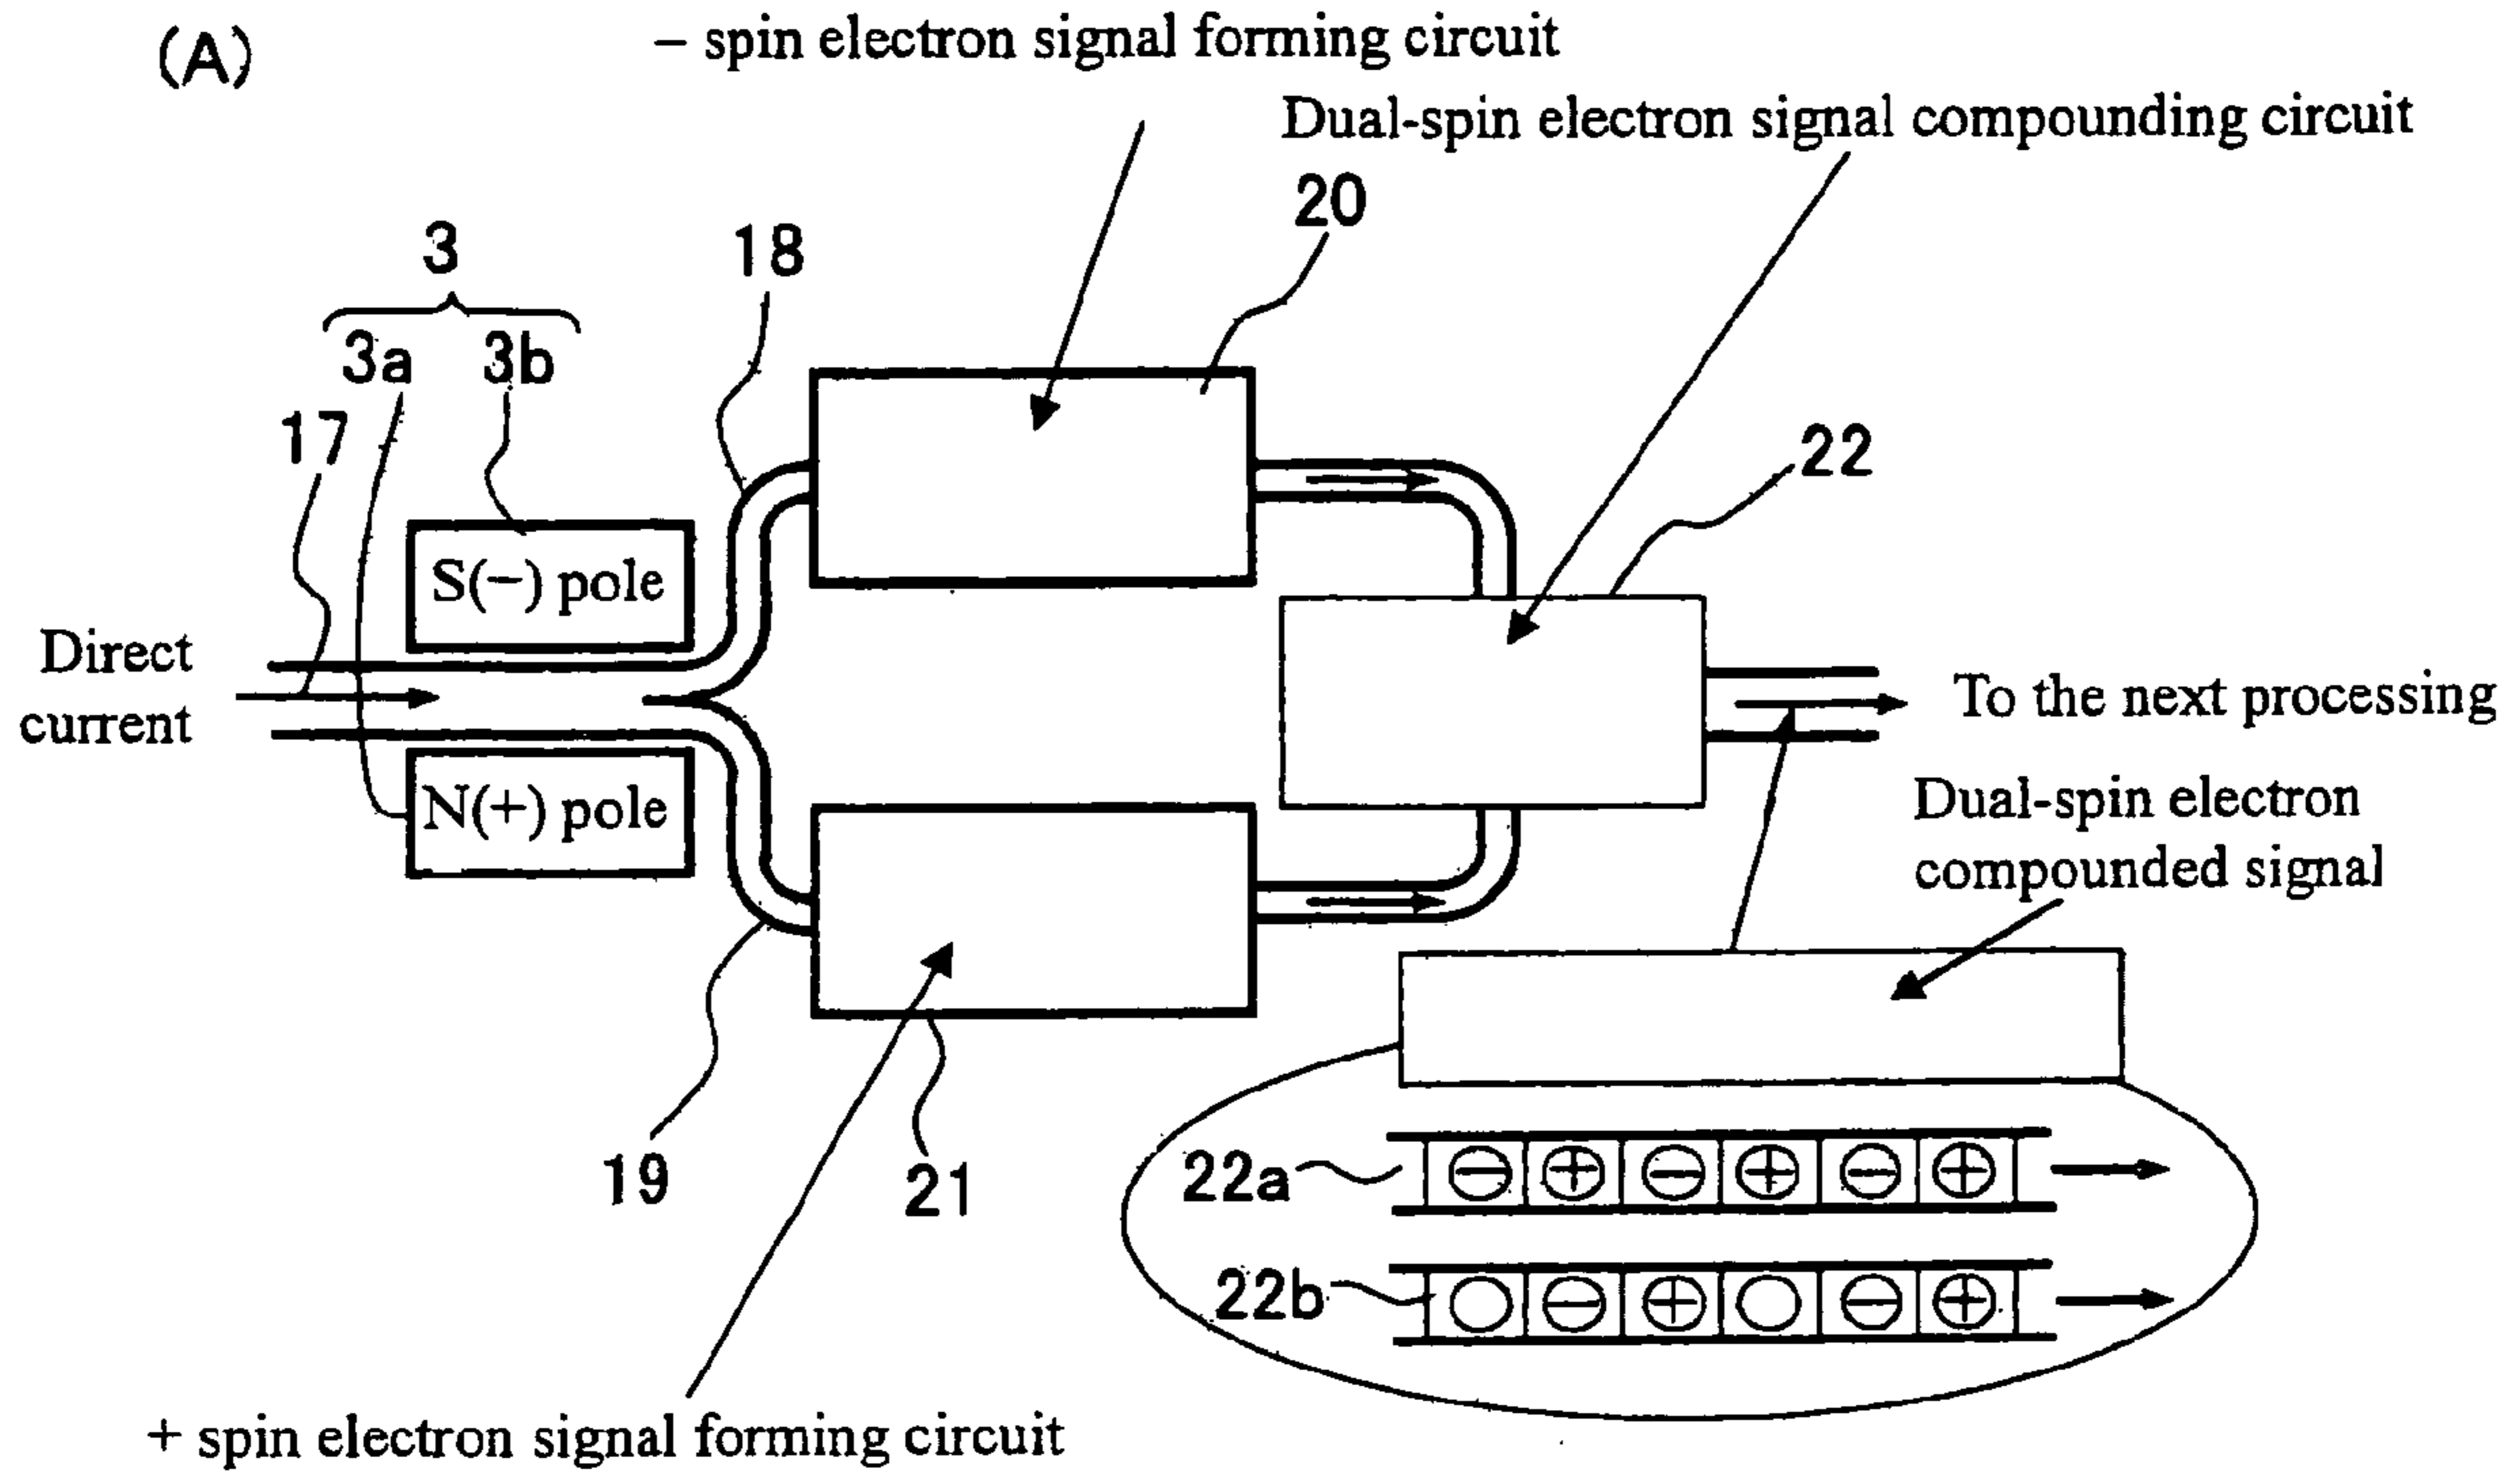 (A)
– spin electron signal forming circuit
Dual-spin electron signal compounding circuit
20
3
18
3a 3b
17
22
S(−) pole
Direct
current
To the next processing
N(+) pole
Dual-spin electron
compounded signal
19
21
22a
− + − + − +
22b
− + − +
+ spin electron signal forming circuit